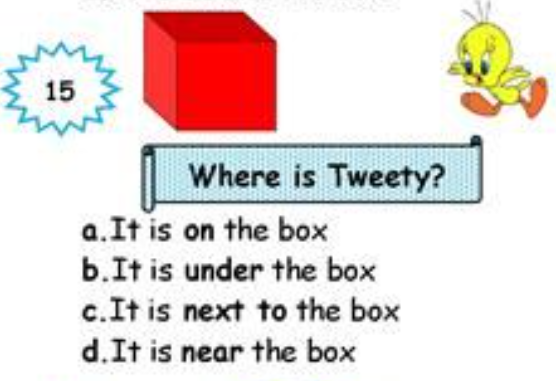 15
Where is Tweety?
a.It is on the box
b.It is under the box
c.It is next to the box
d.It is near the box